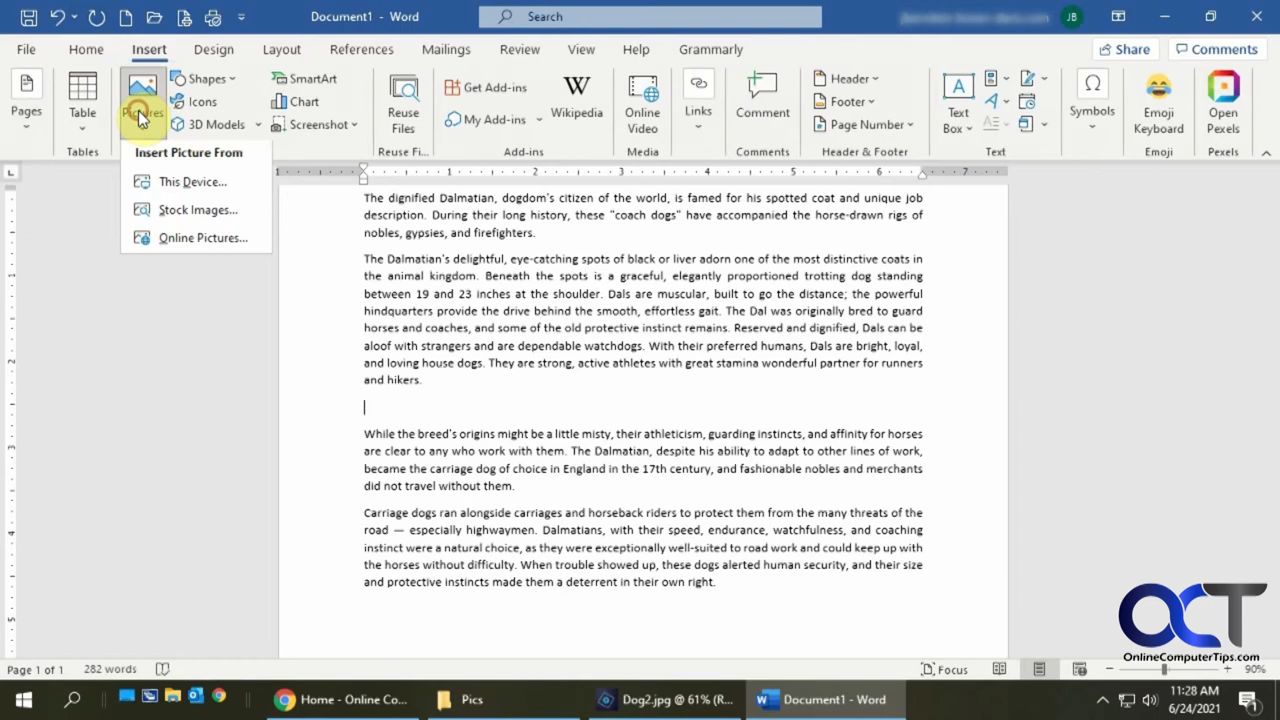 Document1 - Word
Search
JB
File Home Insert Design Layout References Mailings Review View Help Grammarly
Share Comments
Pages
Table
Tables
Pictures
Shapes
Icons
3D Models
SmartArt
Chart
Screenshot
Reuse
Files
Reuse Fi...
Get Add-ins
My Add-ins
Wikipedia
Add-ins
Online
Video
Media
Links
Comment
Comments
Header
Footer
Page Number
Header & Footer
Text
Box
Text
Symbols
Emoji
Keyboard
Emoji
Open
Pexels
Pexels
Insert Picture From
This Device...
Stock Images...
Online Pictures...
1 1 2 3 4 5 6 7
The dignified Dalmatian, dogdom's citizen of the world, is famed for his spotted coat and unique job
description. During their long history, these "coach dogs" have accompanied the horse-drawn rigs of
nobles, gypsies, and firefighters.
The Dalmatian's delightful, eye-catching spots of black or liver adorn one of the most distinctive coats in
the animal kingdom. Beneath the spots is a graceful, elegantly proportioned trotting dog standing
between 19 and 23 inches at the shoulder. Dals are muscular, built to go the distance; the powerful
hindquarters provide the drive behind the smooth, effortless gait. The Dal was originally bred to guard
horses and coaches, and some of the old protective instinct remains. Reserved and dignified, Dals can be
aloof with strangers and are dependable watchdogs. With their preferred humans, Dals are bright, loyal,
and loving house dogs. They are strong, active athletes with great stamina wonderful partner for runners
and hikers.
While the breed's origins might be a little misty, their athleticism, guarding instincts, and affinity for horses
are clear to any who work with them. The Dalmatian, despite his ability to adapt to other lines of work,
became the carriage dog of choice in England in the 17th century, and fashionable nobles and merchants
did not travel without them.
Carriage dogs ran alongside carriages and horseback riders to protect them from the many threats of the
road — especially highwaymen. Dalmatians, with their speed, endurance, watchfulness, and coaching
instinct were a natural choice, as they were exceptionally well-suited to road work and could keep up with
the horses without difficulty. When trouble showed up, these dogs alerted human security, and their size
and protective instincts made them a deterrent in their own right.
1
2
3
4
5
OCT
OnlineComputerTips.com
Page 1 of 1 282 words
Focus
90%
Home - Online Co...
Pics
Dog2.jpg @ 61% (R...
Document1 - Word
11:28 AM
6/24/2021
1